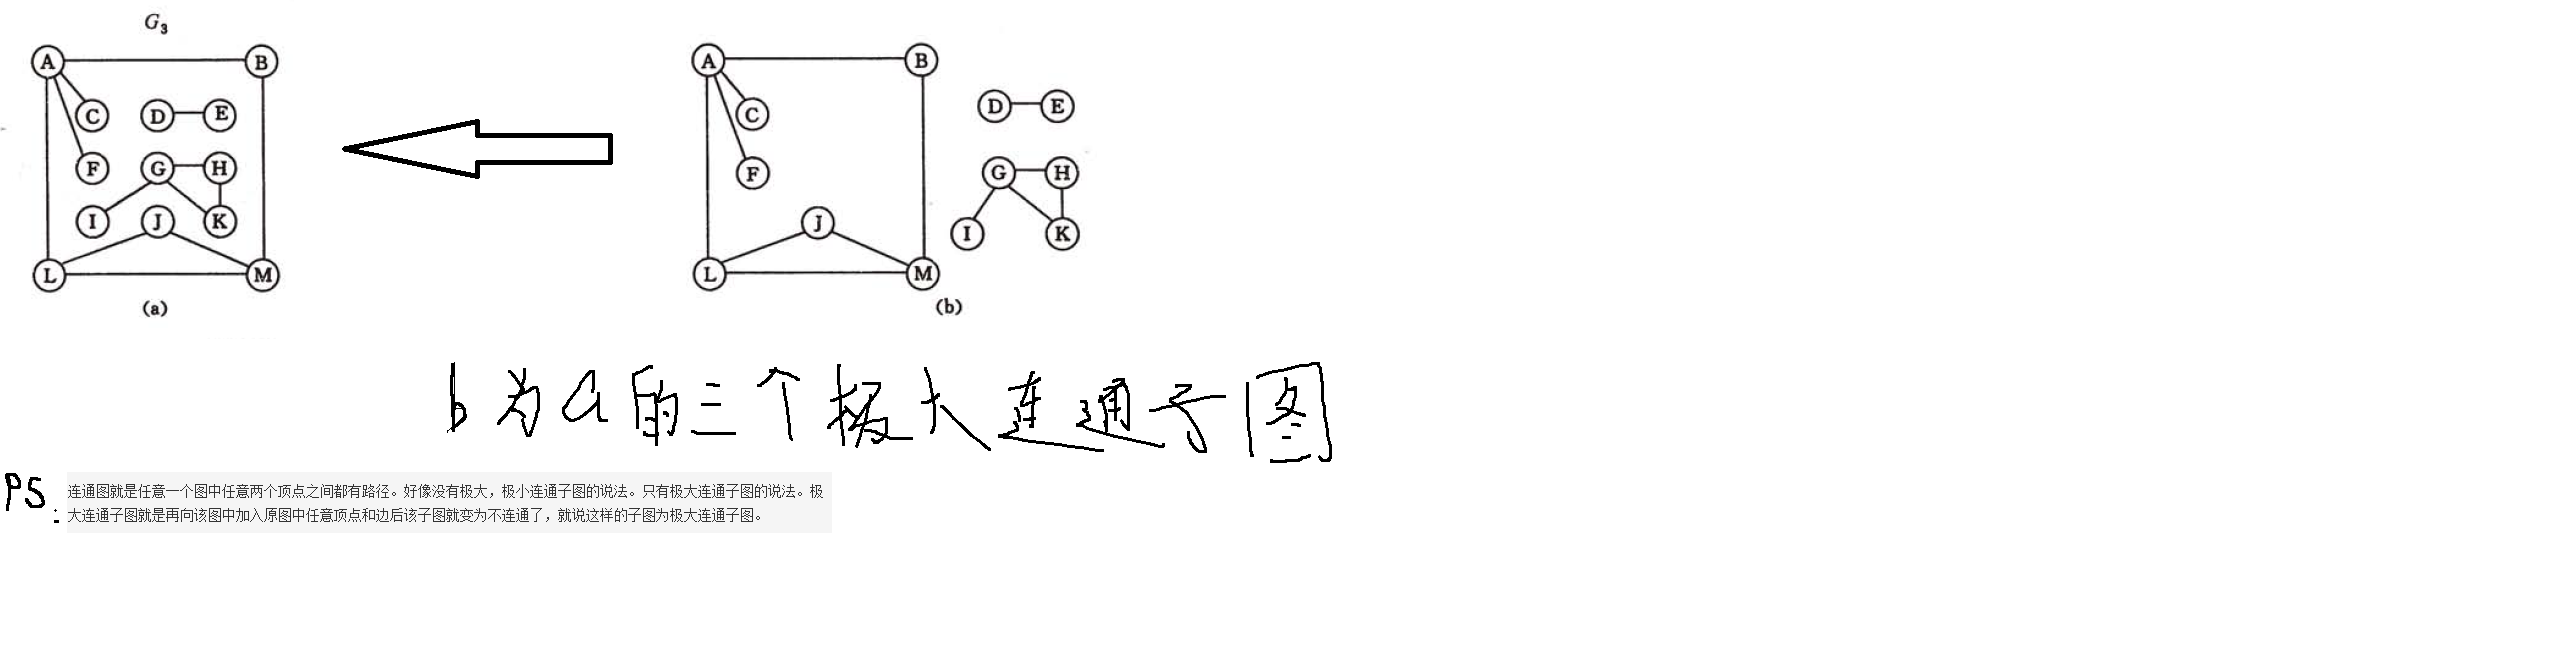 G3
A B
C D E
F G H
I J K
L M
(a)
A B
C
F
J
L M
D E
G H
I K
(b)
b为a的三个极大连通子图
PS:
连通图就是任意一个图中任意两个顶点之间都有路径。好像没有极大，极小连通子图的说法。只有极大连通子图的说法。极
大连通子图就是再向该图中加入原图中任意顶点和边后该子图就变为不连通了，就说这样的子图为极大连通子图。